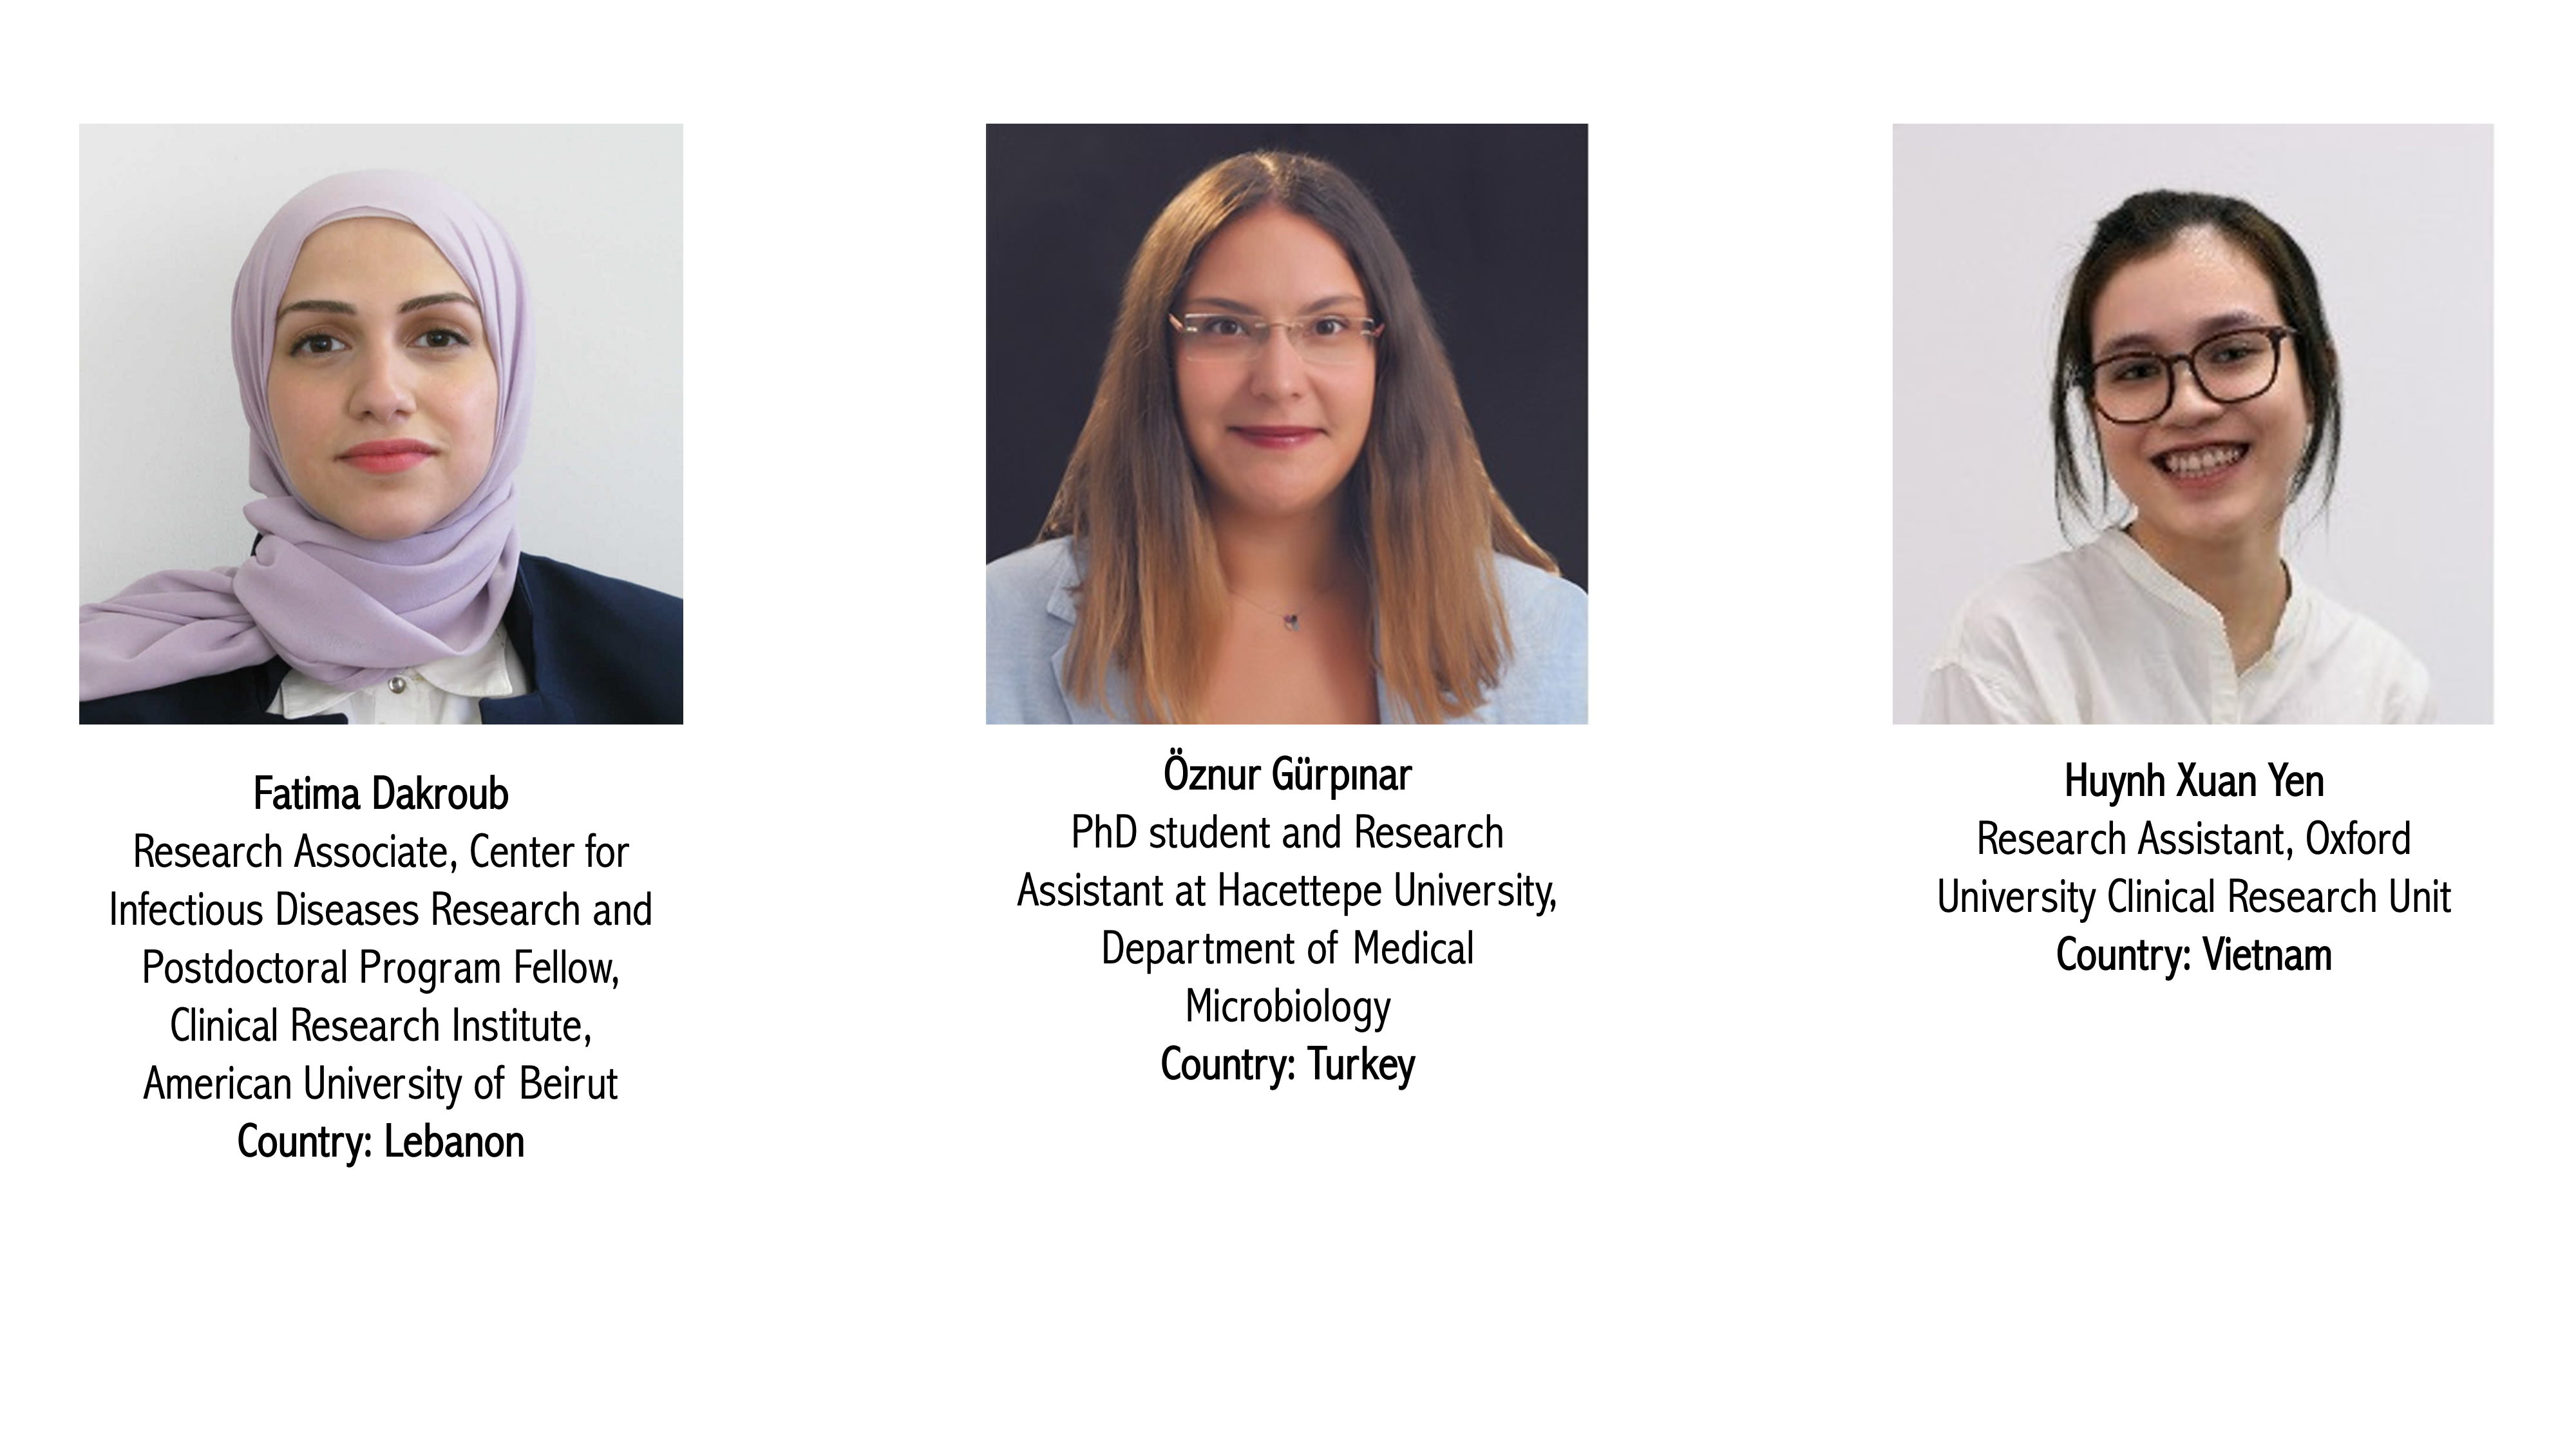 Fatima Dakroub
Research Associate, Center for
Infectious Diseases Research and
Postdoctoral Program Fellow,
Clinical Research Institute,
American University of Beirut
Country: Lebanon
Öznur Gürpınar
PhD student and Research
Assistant at Hacettepe University,
Department of Medical
Microbiology
Country: Turkey
Huynh Xuan Yen
Research Assistant, Oxford
University Clinical Research Unit
Country: Vietnam